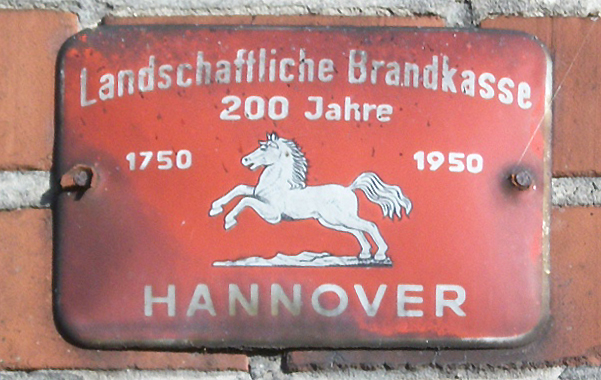 Landschaftliche Brandkasse
200 Jahre
1750 1950
HANNOVER